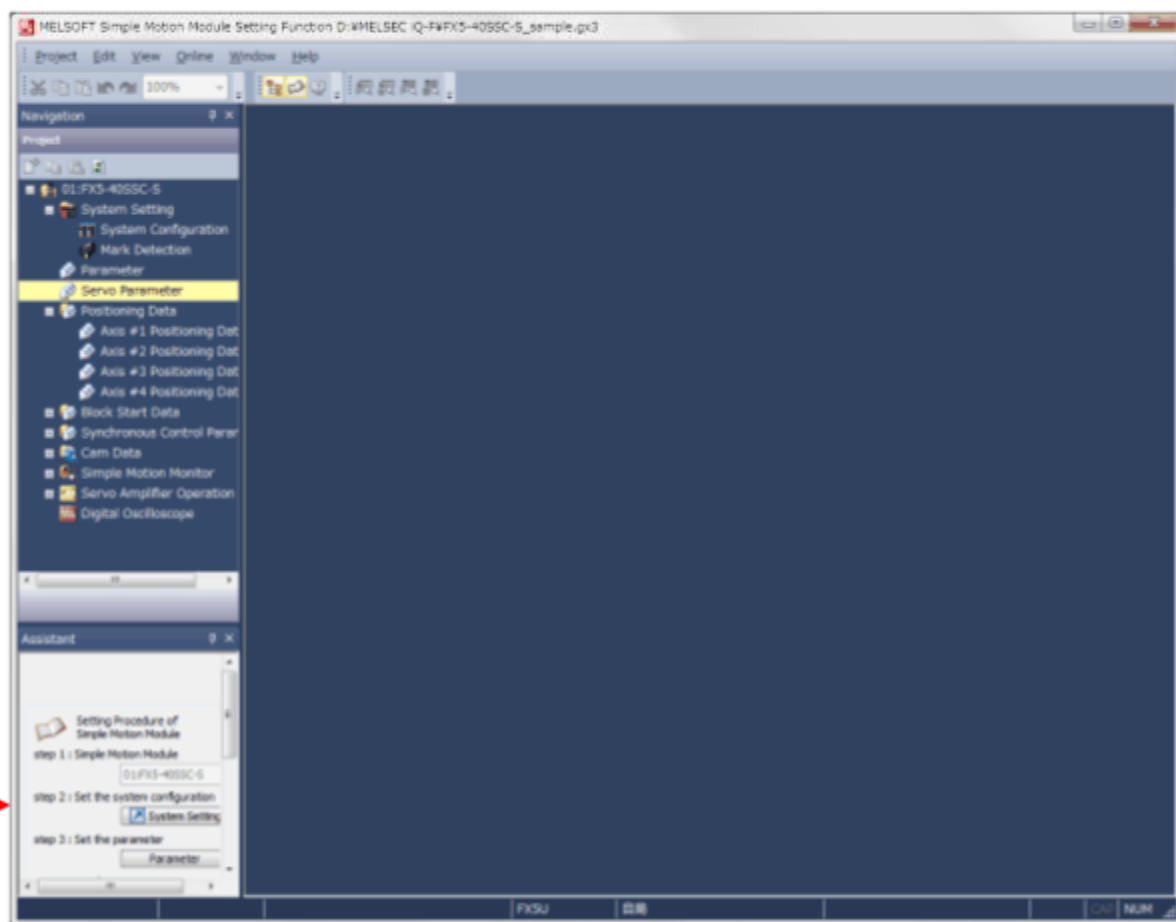 MELSOFT Simple Motion Module Setting Function D:¥MELSEC iQ-F¥FX5-40SSC-S_sample.gx3
Project Edit View Online Window Help
100%
Navigation
Project
01:FX5-40SSC-S
System Setting
System Configuration
Mark Detection
Parameter
Servo Parameter
Positioning Data
Axis #1 Positioning Dat
Axis #2 Positioning Dat
Axis #3 Positioning Dat
Axis #4 Positioning Dat
Block Start Data
Synchronous Control Parar
Cam Data
Simple Motion Monitor
Servo Amplifier Operation
Digital Oscilloscope
Assistant
Setting Procedure of
Simple Motion Module
step 1 : Simple Motion Module
01:FX5-40SSC-S
step 2 : Set the system configuration
System Setting
step 3 : Set the parameter
Parameter
FX5U 自局 CAP NUM